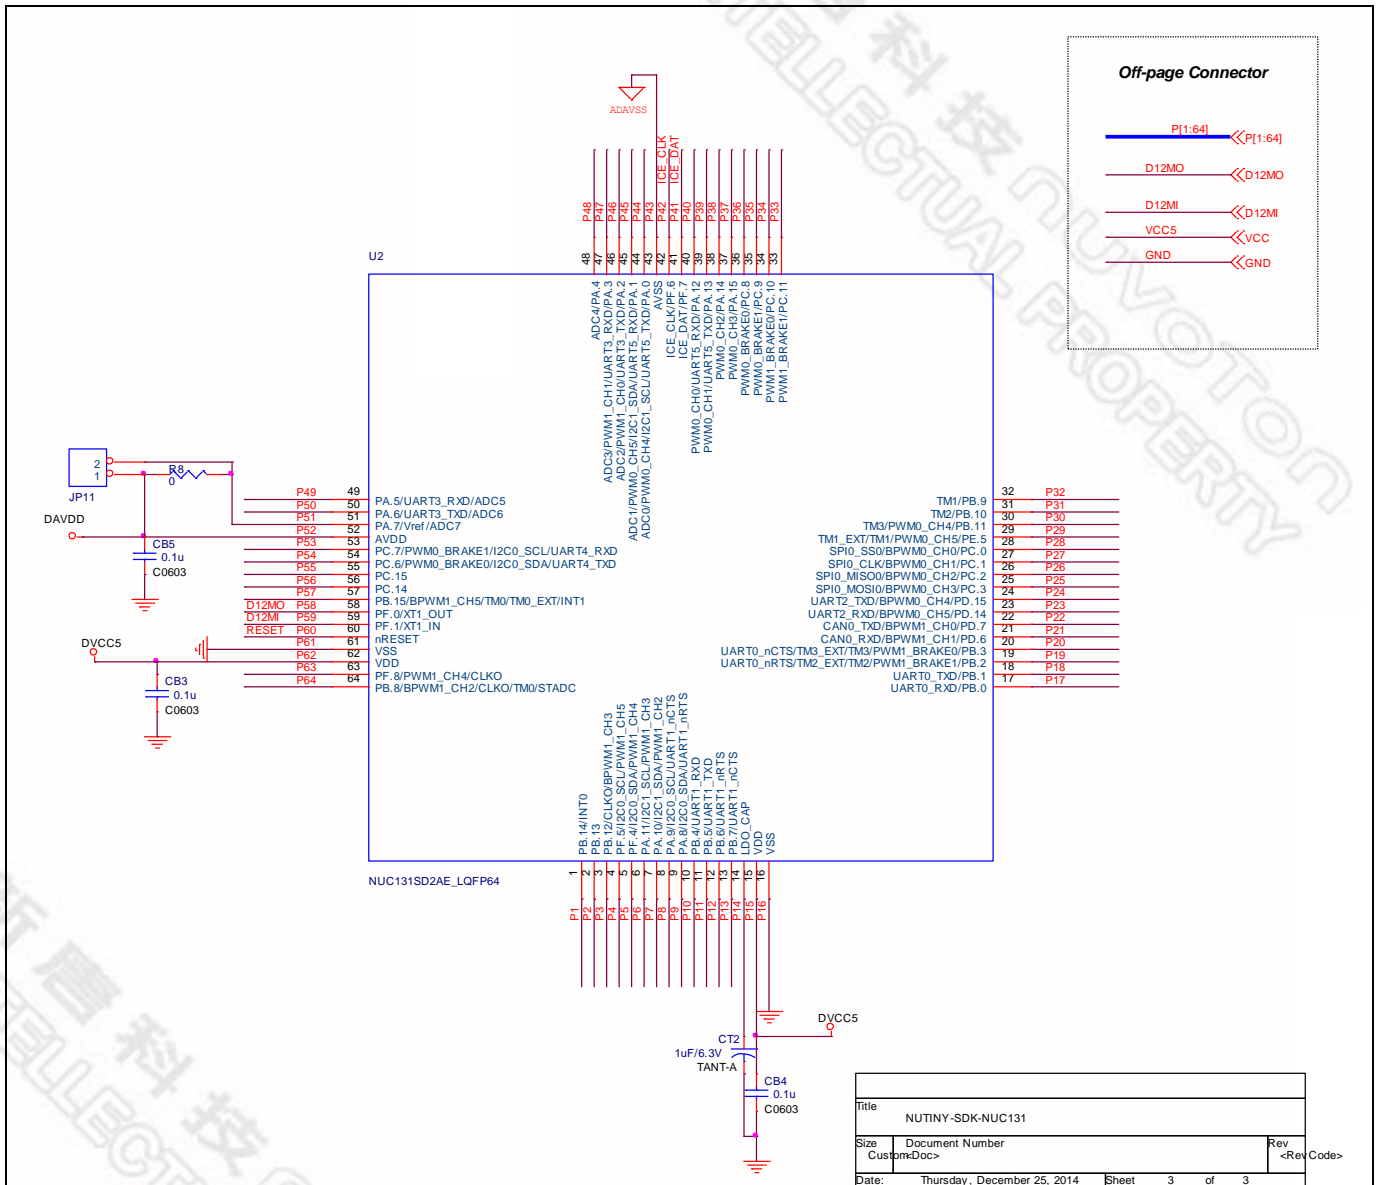 Off-page Connector
P[1:64]
P[1:64]
D12MO
D12MO
D12MI
D12MI
VCC5
VCC
GND
GND
ADAVSS
ICE_CLK
ICE_DAT
P48
P47
P46
P45
P44
P43
P42
P41
P40
P39
P38
P37
P36
P35
P34
P33
U2
48
47
46
45
44
43
42
41
40
39
38
37
36
35
34
33
ADC4/PA.4
ADC3/PWM1_CH1/UART3_RXD/PA.3
ADC2/PWM1_CH0/UART3_TXD/PA.2
ADC1/PWM0_CH5/I2C1_SDA/UART5_RXD/PA.1
ADC0/PWM0_CH4/I2C1_SCL/UART5_TXD/PA.0
AVSS
ICE_CLK/PF.6
ICE_DAT/PF.7
PWM0_CH0/UART5_RXD/PA.12
PWM0_CH1/UART5_TXD/PA.13
PWM0_CH2/PA.14
PWM0_CH3/PA.15
PWM0_BRAKE0/PC.8
PWM0_BRAKE1/PC.9
PWM1_BRAKE0/PC.10
PWM1_BRAKE1/PC.11
2
1
JP11
R8
0
DAVDD
CB5
0.1u
C0603
DVCC5
CB3
0.1u
C0603
P49 49 PA.5/UART3_RXD/ADC5
P50 50 PA.6/UART3_TXD/ADC6
P51 51 PA.7/Vref/ADC7
P52 52 AVDD
P53 53 PC.7/PWM0_BRAKE1/I2C0_SCL/UART4_RXD
P54 54 PC.6/PWM0_BRAKE0/I2C0_SDA/UART4_TXD
P55 55 PC.15
P56 56 PC.14
P57 57 PB.15/BPWM1_CH5/TM0/TM0_EXT/INT1
D12MO P58 58 PF.0/XT1_OUT
D12MI P59 59 PF.1/XT1_IN
RESET P60 60 nRESET
P61 61 VSS
P62 62 VDD
P63 63 PF.8/PWM1_CH4/CLKO
P64 64 PB.8/BPWM1_CH2/CLKO/TM0/STADC
TM1/PB.9 32 P32
TM2/PB.10 31 P31
TM3/PWM0_CH4/PB.11 30 P30
TM1_EXT/TM1/PWM0_CH5/PE.5 29 P29
SPI0_SS0/BPWM0_CH0/PC.0 28 P28
SPI0_CLK/BPWM0_CH1/PC.1 27 P27
SPI0_MISO0/BPWM0_CH2/PC.2 26 P26
SPI0_MOSI0/BPWM0_CH3/PC.3 25 P25
UART2_TXD/BPWM0_CH4/PD.15 24 P24
UART2_RXD/BPWM0_CH5/PD.14 23 P23
CAN0_TXD/BPWM1_CH0/PD.7 22 P22
CAN0_RXD/BPWM1_CH1/PD.6 21 P21
UART0_nCTS/TM3_EXT/TM3/PWM1_BRAKE0/PB.3 20 P20
UART0_nRTS/TM2_EXT/TM2/PWM1_BRAKE1/PB.2 19 P19
UART0_TXD/PB.1 18 P18
UART0_RXD/PB.0 17 P17
PB.14/INT0
PB.13
PB.12/CLKO/BPWM1_CH3
PF.5/I2C0_SCL/PWM1_CH5
PF.4/I2C0_SDA/PWM1_CH4
PA.11/I2C1_SCL/PWM1_CH3
PA.10/I2C1_SDA/PWM1_CH2
PA.9/I2C0_SCL/UART1_nCTS
PA.8/I2C0_SDA/UART1_nRTS
PB.4/UART1_RXD
PB.5/UART1_TXD
PB.6/UART1_nRTS
PB.7/UART1_nCTS
LDO_CAP
VDD
VSS
NUC131SD2AE_LQFP64
1
2
3
4
5
6
7
8
9
10
11
12
13
14
15
16
P1
P2
P3
P4
P5
P6
P7
P8
P9
P10
P11
P12
P13
P14
P15
P16
DVCC5
CT2
1uF/6.3V
TANT-A
CB4
0.1u
C0603
Title
NUTINY-SDK-NUC131
Size Document Number Rev
Custom <Doc> <RevCode>
Date: Thursday, December 25, 2014 Sheet 3 of 3
新唐科技 nuvoTon
INTELLECTUAL PROPERTY